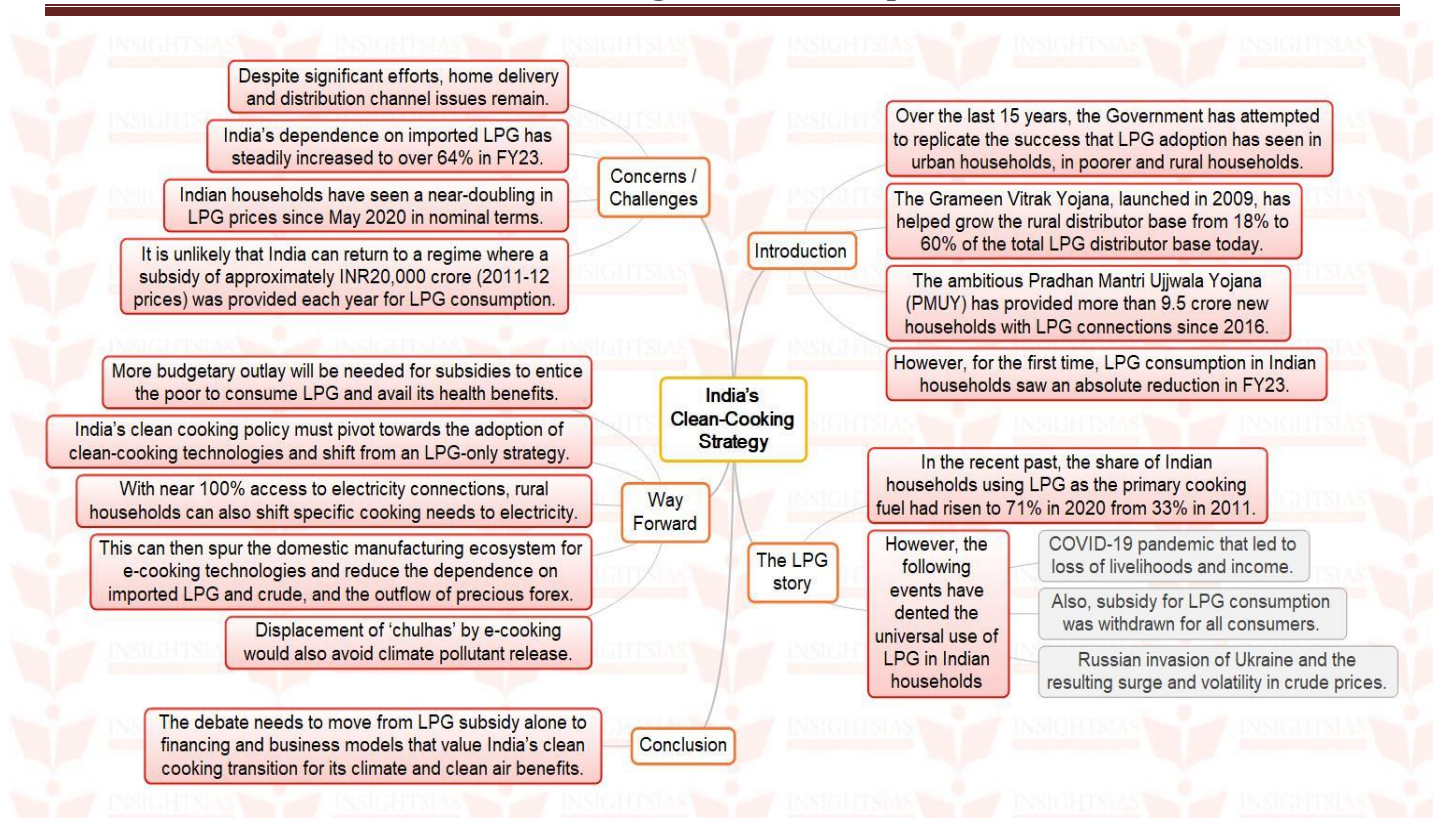 India's
Clean-Cooking
Strategy
Introduction
Over the last 15 years, the Government has attempted
to replicate the success that LPG adoption has seen in
urban households, in poorer and rural households.
The Grameen Vitrak Yojana, launched in 2009, has
helped grow the rural distributor base from 18% to
60% of the total LPG distributor base today.
The ambitious Pradhan Mantri Ujjwala Yojana
(PMUY) has provided more than 9.5 crore new
households with LPG connections since 2016.
However, for the first time, LPG consumption in Indian
households saw an absolute reduction in FY23.
The LPG
story
In the recent past, the share of Indian
households using LPG as the primary cooking
fuel had risen to 71% in 2020 from 33% in 2011.
However, the
following
events have
dented the
universal use of
LPG in Indian
households
COVID-19 pandemic that led to
loss of livelihoods and income.
Also, subsidy for LPG consumption
was withdrawn for all consumers.
Russian invasion of Ukraine and the
resulting surge and volatility in crude prices.
Concerns /
Challenges
Despite significant efforts, home delivery
and distribution channel issues remain.
India's dependence on imported LPG has
steadily increased to over 64% in FY23.
Indian households have seen a near-doubling in
LPG prices since May 2020 in nominal terms.
It is unlikely that India can return to a regime where a
subsidy of approximately INR20,000 crore (2011-12
prices) was provided each year for LPG consumption.
Way
Forward
More budgetary outlay will be needed for subsidies to entice
the poor to consume LPG and avail its health benefits.
India's clean cooking policy must pivot towards the adoption of
clean-cooking technologies and shift from an LPG-only strategy.
With near 100% access to electricity connections, rural
households can also shift specific cooking needs to electricity.
This can then spur the domestic manufacturing ecosystem for
e-cooking technologies and reduce the dependence on
imported LPG and crude, and the outflow of precious forex.
Displacement of 'chulhas' by e-cooking
would also avoid climate pollutant release.
Conclusion
The debate needs to move from LPG subsidy alone to
financing and business models that value India's clean
cooking transition for its climate and clean air benefits.
INSIGHTSIAS